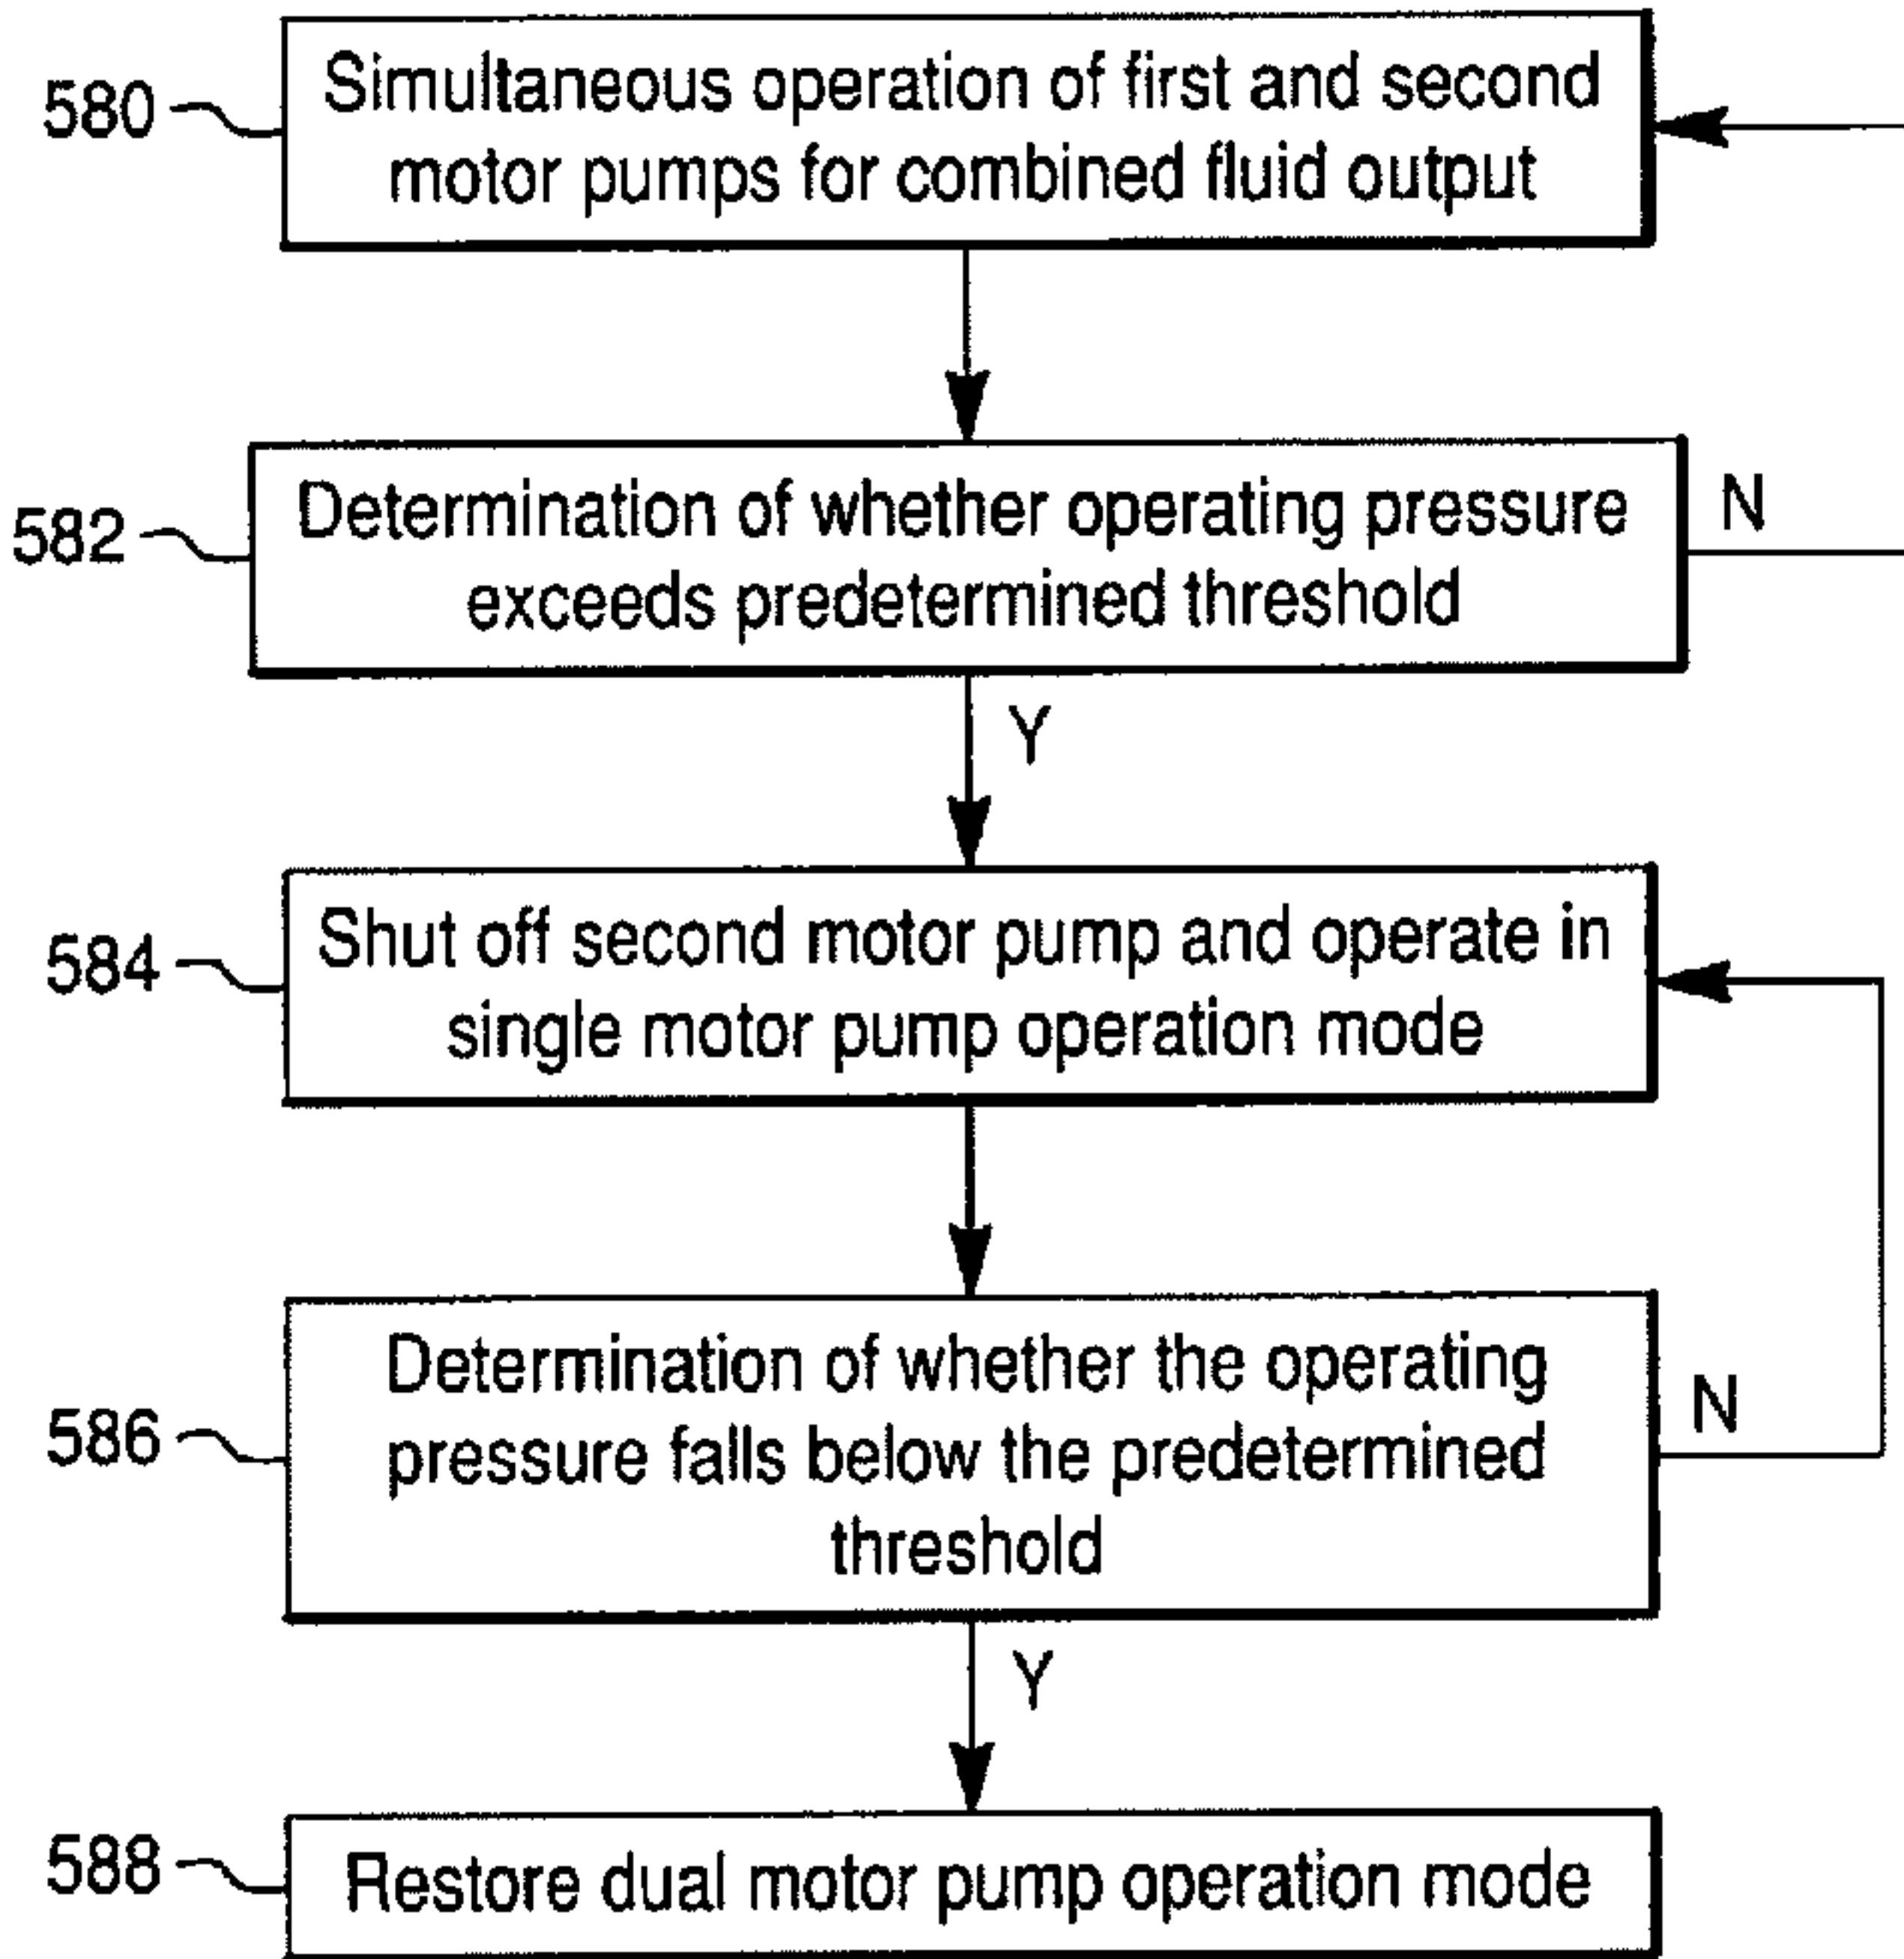 580
Simultaneous operation of first and second
motor pumps for combined fluid output
582
Determination of whether operating pressure
exceeds predetermined threshold
N
Y
584
Shut off second motor pump and operate in
single motor pump operation mode
586
Determination of whether the operating
pressure falls below the predetermined
threshold
N
Y
588
Restore dual motor pump operation mode